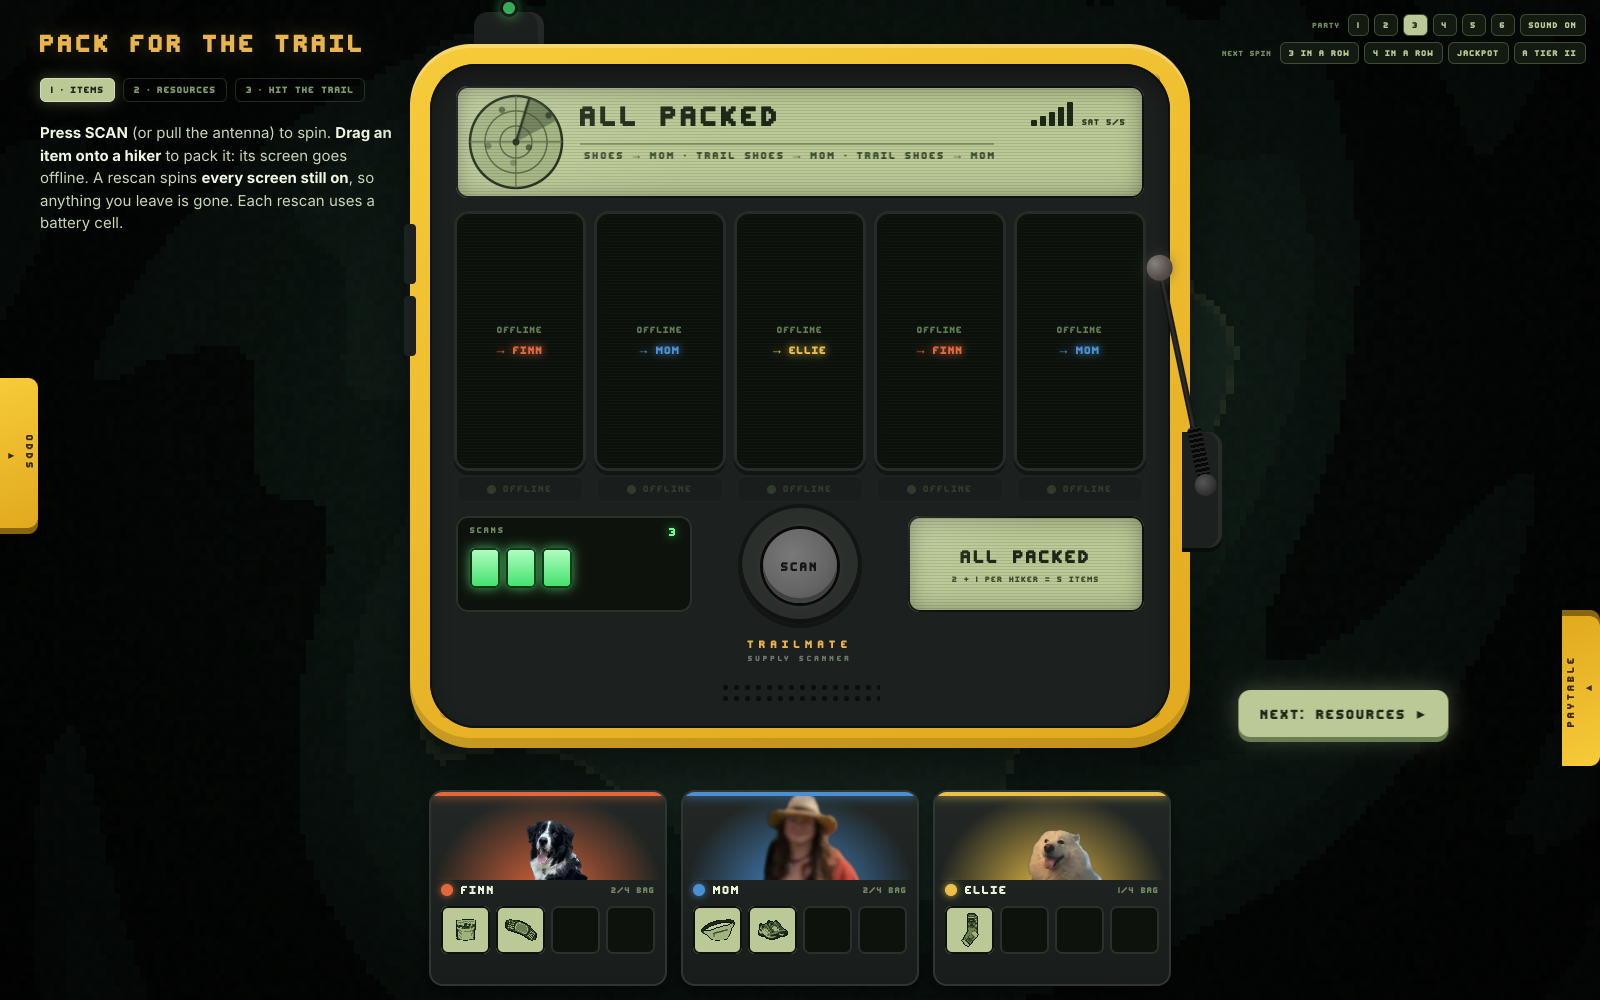 PACK FOR THE TRAIL
1 · ITEMS
2 · RESOURCES
3 · HIT THE TRAIL
Press SCAN (or pull the antenna) to spin. Drag an
item onto a hiker to pack it: its screen goes
offline. A rescan spins every screen still on, so
anything you leave is gone. Each rescan uses a
battery cell.
PARTY 1 2 3 4 5 6 SOUND ON
NEXT SPIN 3 IN A ROW 4 IN A ROW JACKPOT A TIER II
ALL PACKED
SAT 5/5
SHOES → MOM · TRAIL SHOES → MOM · TRAIL SHOES → MOM
OFFLINE OFFLINE OFFLINE OFFLINE OFFLINE
→ FINN → MOM → ELLIE → FINN → MOM
OFFLINE OFFLINE OFFLINE OFFLINE OFFLINE
SCANS 3
SCAN
ALL PACKED
2 + 1 PER HIKER = 5 ITEMS
TRAILMATE
SUPPLY SCANNER
ODDS ▼
PAYTABLE ▲
NEXT: RESOURCES ►
FINN 2/4 BAG
MOM 2/4 BAG
ELLIE 1/4 BAG